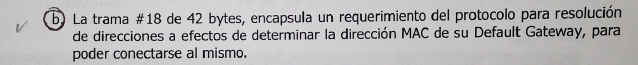 b) La trama #18 de 42 bytes, encapsula un requerimiento del protocolo para resolución
de direcciones a efectos de determinar la dirección MAC de su Default Gateway, para
poder conectarse al mismo.